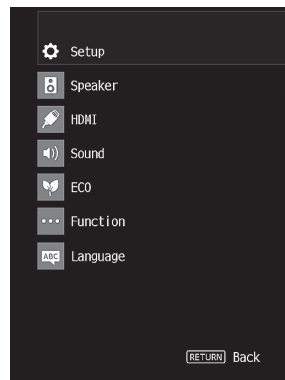 Setup
Speaker
HDMI
Sound
ECO
Function
ABC Language
RETURN Back